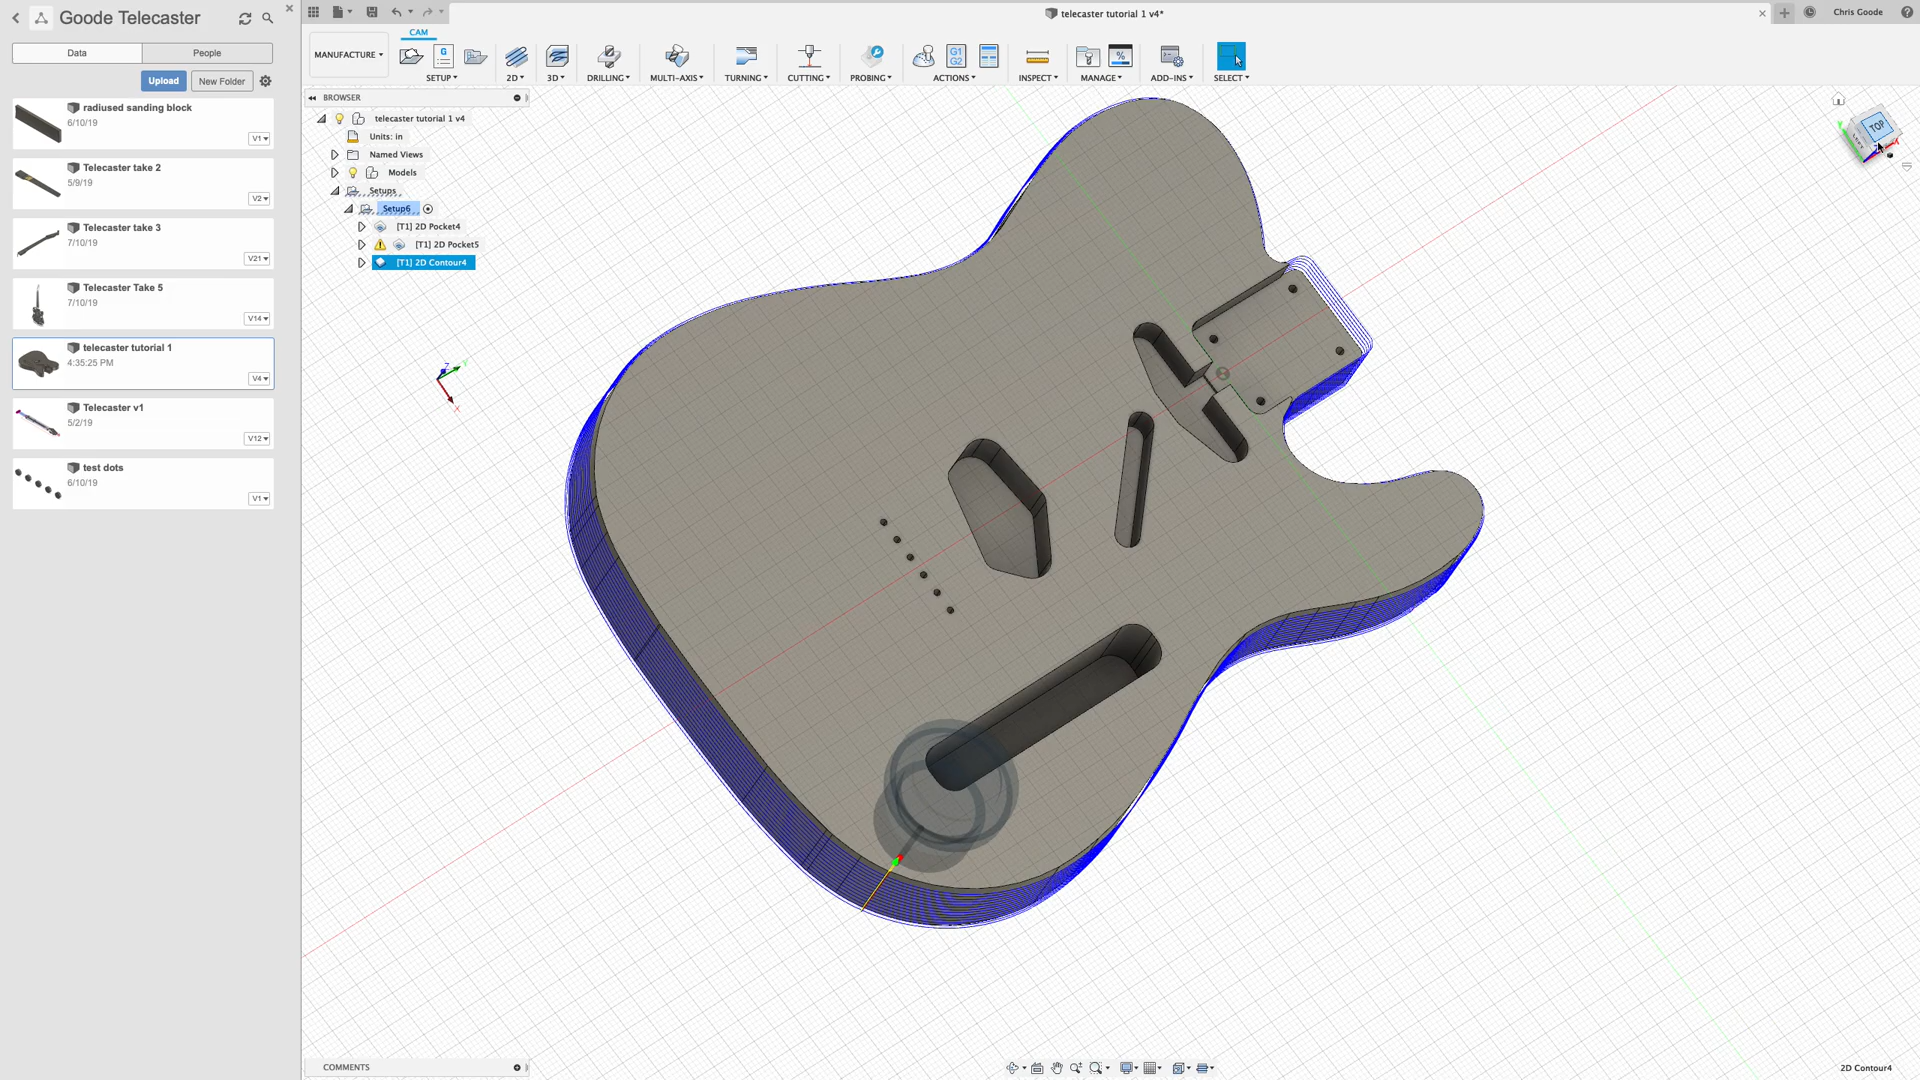 Goode Telecaster
Data
People
Upload
New Folder
radiused sanding block
6/10/19
V1
Telecaster take 2
5/9/19
V2
Telecaster take 3
7/10/19
V21
Telecaster Take 5
7/10/19
V14
telecaster tutorial 1
4:35:25 PM
V4
Telecaster v1
5/2/19
V12
test dots
6/10/19
V1
telecaster tutorial 1 v4*
Chris Goode
CAM
MANUFACTURE
SETUP
2D
3D
DRILLING
MULTI-AXIS
TURNING
CUTTING
PROBING
ACTIONS
INSPECT
MANAGE
ADD-INS
SELECT
G
G1
G2
%
BROWSER
telecaster tutorial 1 v4
Units: in
Named Views
Models
Setups
Setup6
[T1] 2D Pocket4
[T1] 2D Pocket5
[T1] 2D Contour4
TOP
Z
Y
X
COMMENTS
2D Contour4